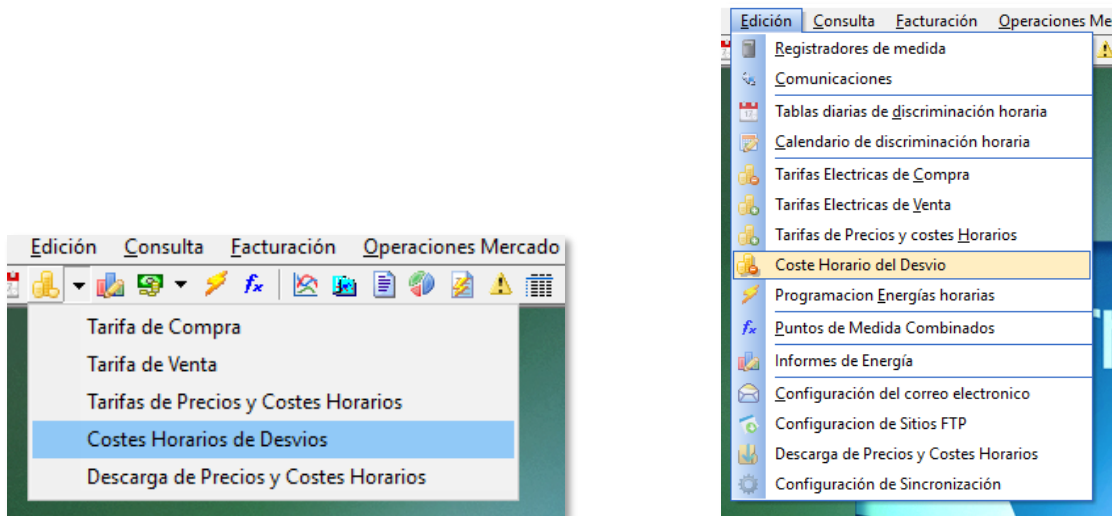 Edición Consulta Facturación Operaciones Mercado
Tarifa de Compra
Tarifa de Venta
Tarifas de Precios y Costes Horarios
Costes Horarios de Desvios
Descarga de Precios y Costes Horarios
Edición Consulta Facturación Operaciones Me
Registradores de medida
Comunicaciones
Tablas diarias de discriminación horaria
Calendario de discriminación horaria
Tarifas Electricas de Compra
Tarifas Electricas de Venta
Tarifas de Precios y costes Horarios
Coste Horario del Desvio
Programacion Energías horarias
Puntos de Medida Combinados
Informes de Energía
Configuración del correo electronico
Configuracion de Sitios FTP
Descarga de Precios y Costes Horarios
Configuración de Sincronización